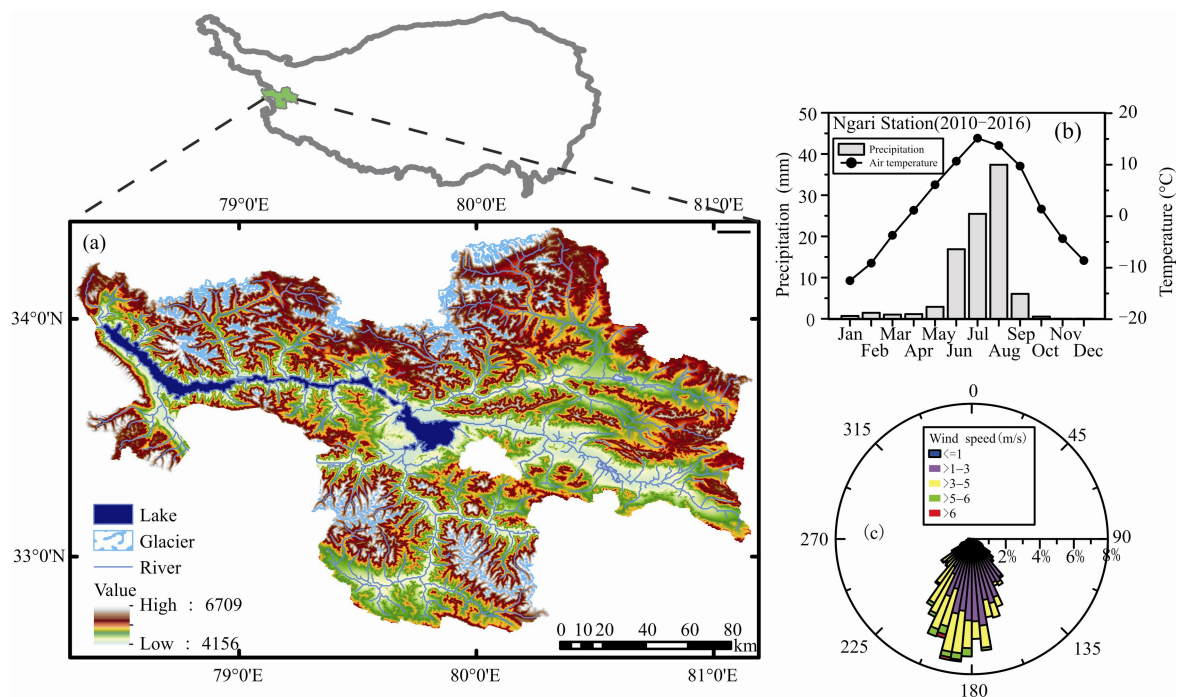 79°0'E
80°0'E
81°0'E
(a)
34°0'N
33°0'N
Lake
Glacier
River
Value
High : 6709
Low : 4156
0 10 20 40 60 80
km
79°0'E
80°0'E
81°0'E
Ngari Station(2010−2016)
(b)
Precipitation
Air temperature
Precipitation (mm)
50
40
30
20
10
0
Temperature (°C)
20
10
0
−10
−20
Jan
Feb
Mar
Apr
May
Jun
Jul
Aug
Sep
Oct
Nov
Dec
(c)
0
45
90
135
180
225
270
315
Wind speed(m/s)
<=1
>1−3
>3−5
>5−6
>6
2% 4% 6% 8%